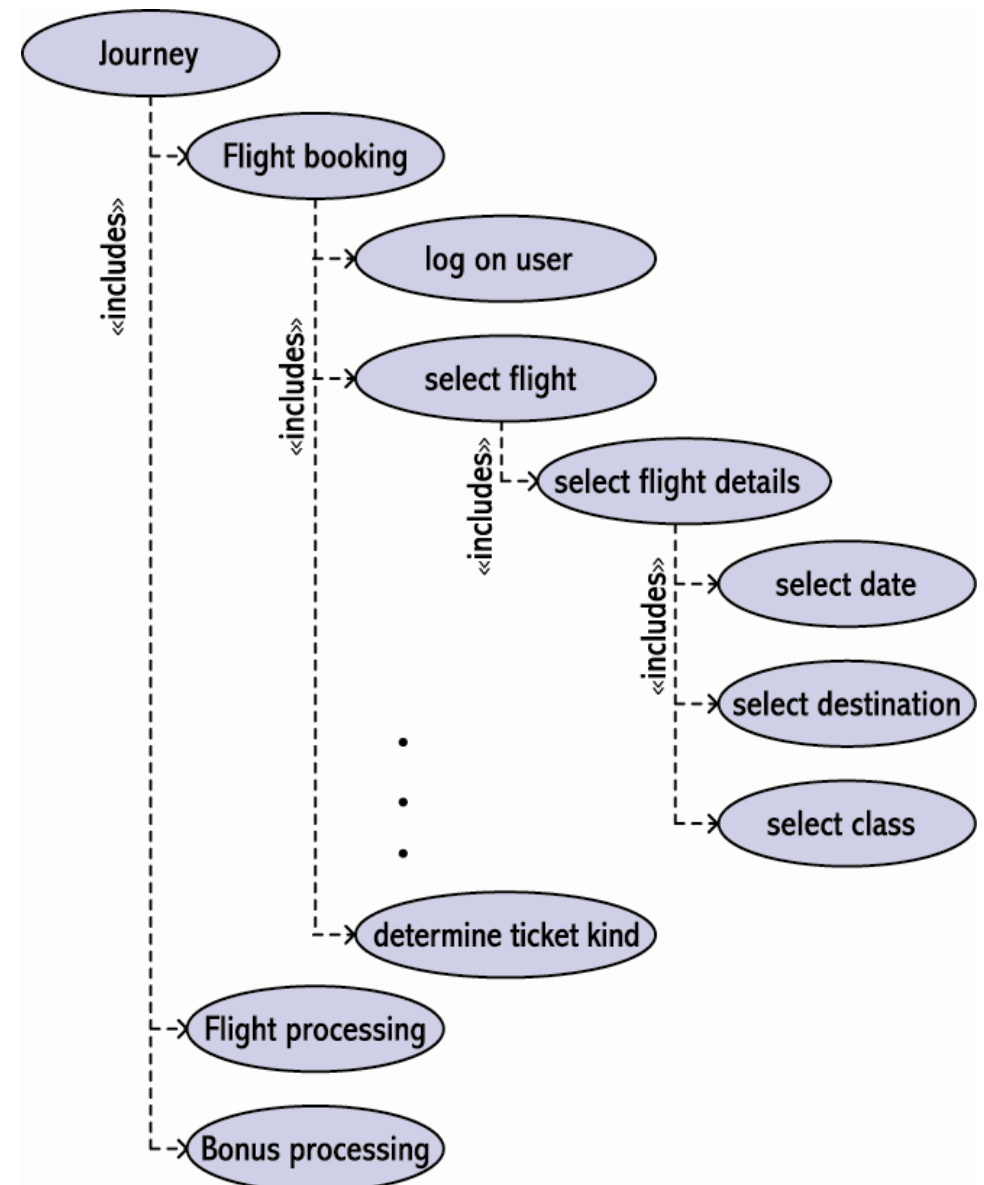 Journey
Flight booking
«includes»
log on user
«includes»
select flight
«includes»
select flight details
«includes»
select date
select destination
select class
determine ticket kind
Flight processing
Bonus processing